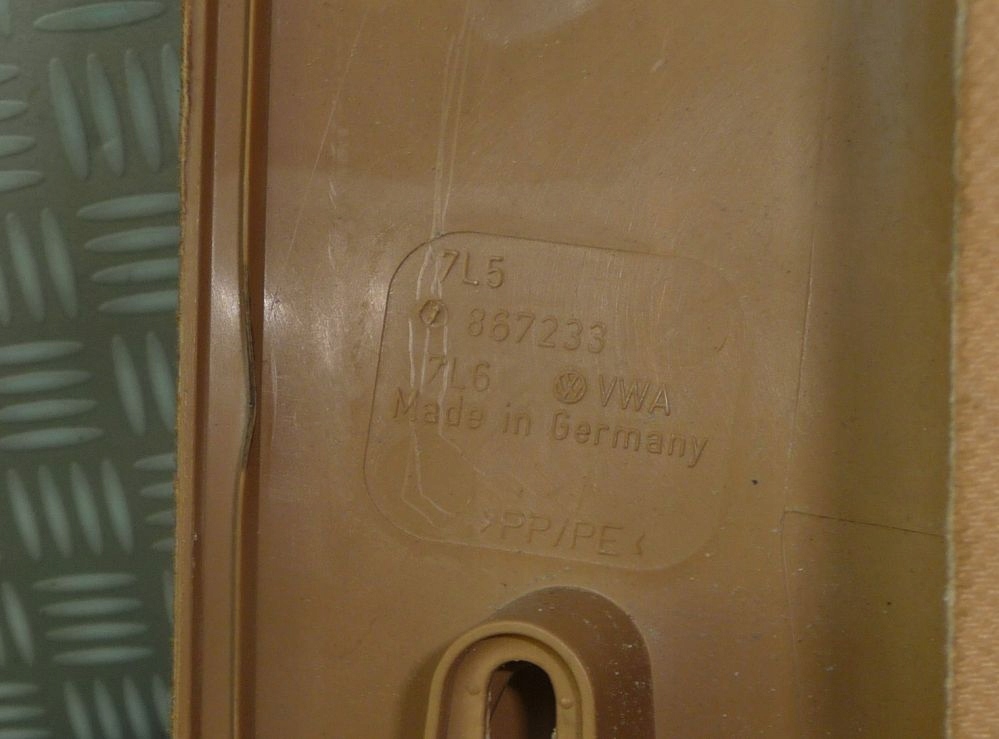 7L5
867233
7L6 VWA
Made in Germany
>PP/PE<